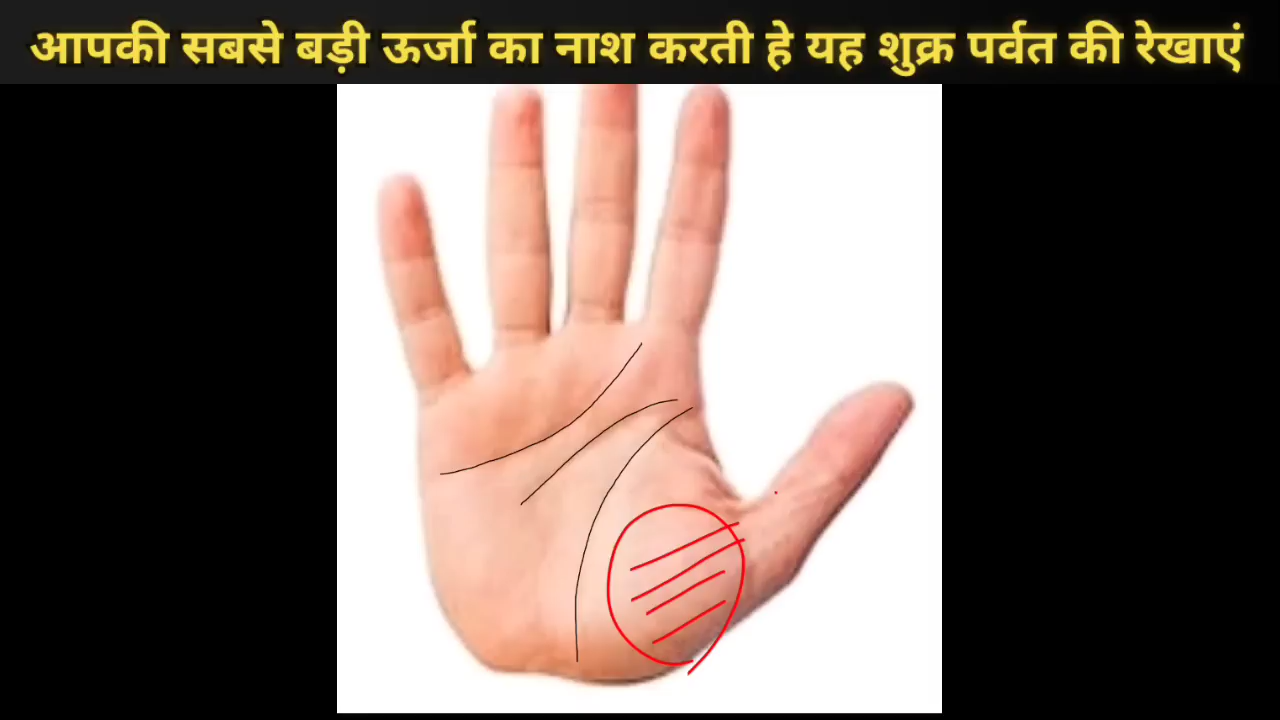 आपकी सबसे बड़ी ऊर्जा का नाश करती हे यह शुक्र पर्वत की रेखाएं